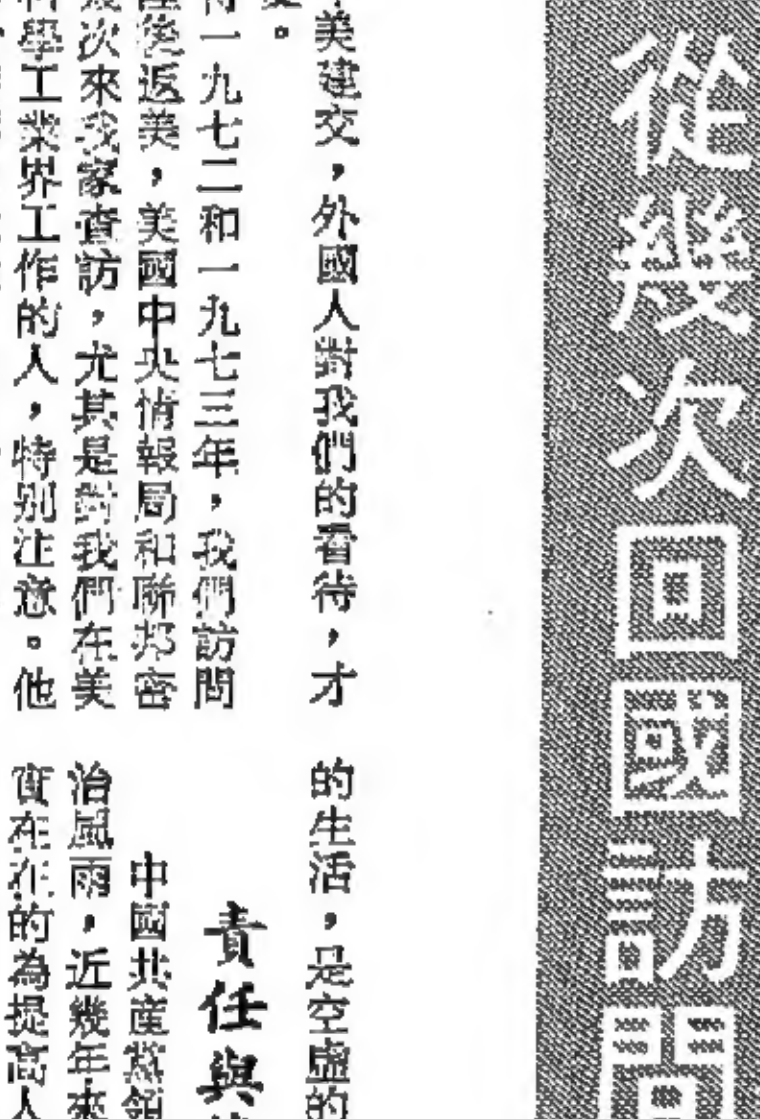 從幾次回國訪問
美建交，外國人對我們的看待，才
。
一九七二和一九七三年，我們訪問
後返美，美國中央情報局和聯邦密
次來我家查訪，尤其是對我們在美
科學工業界工作的人，特別注意。他
的生活，是空虛的
責任與
中國共產黨領
治風雨，近幾年來
實在在的為提高人